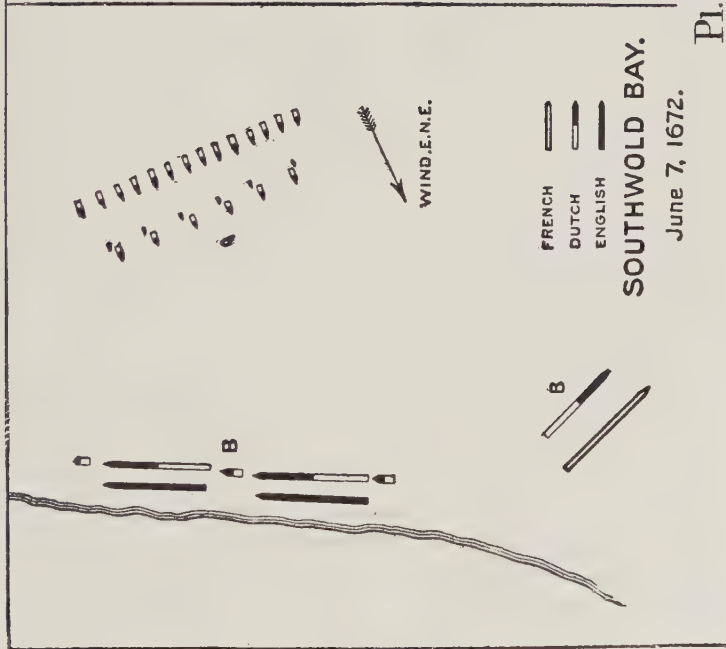 WIND.E.N.E.
FRENCH
DUTCH
ENGLISH
SOUTHWOLD BAY.
June 7, 1672.
Pl.
B
B